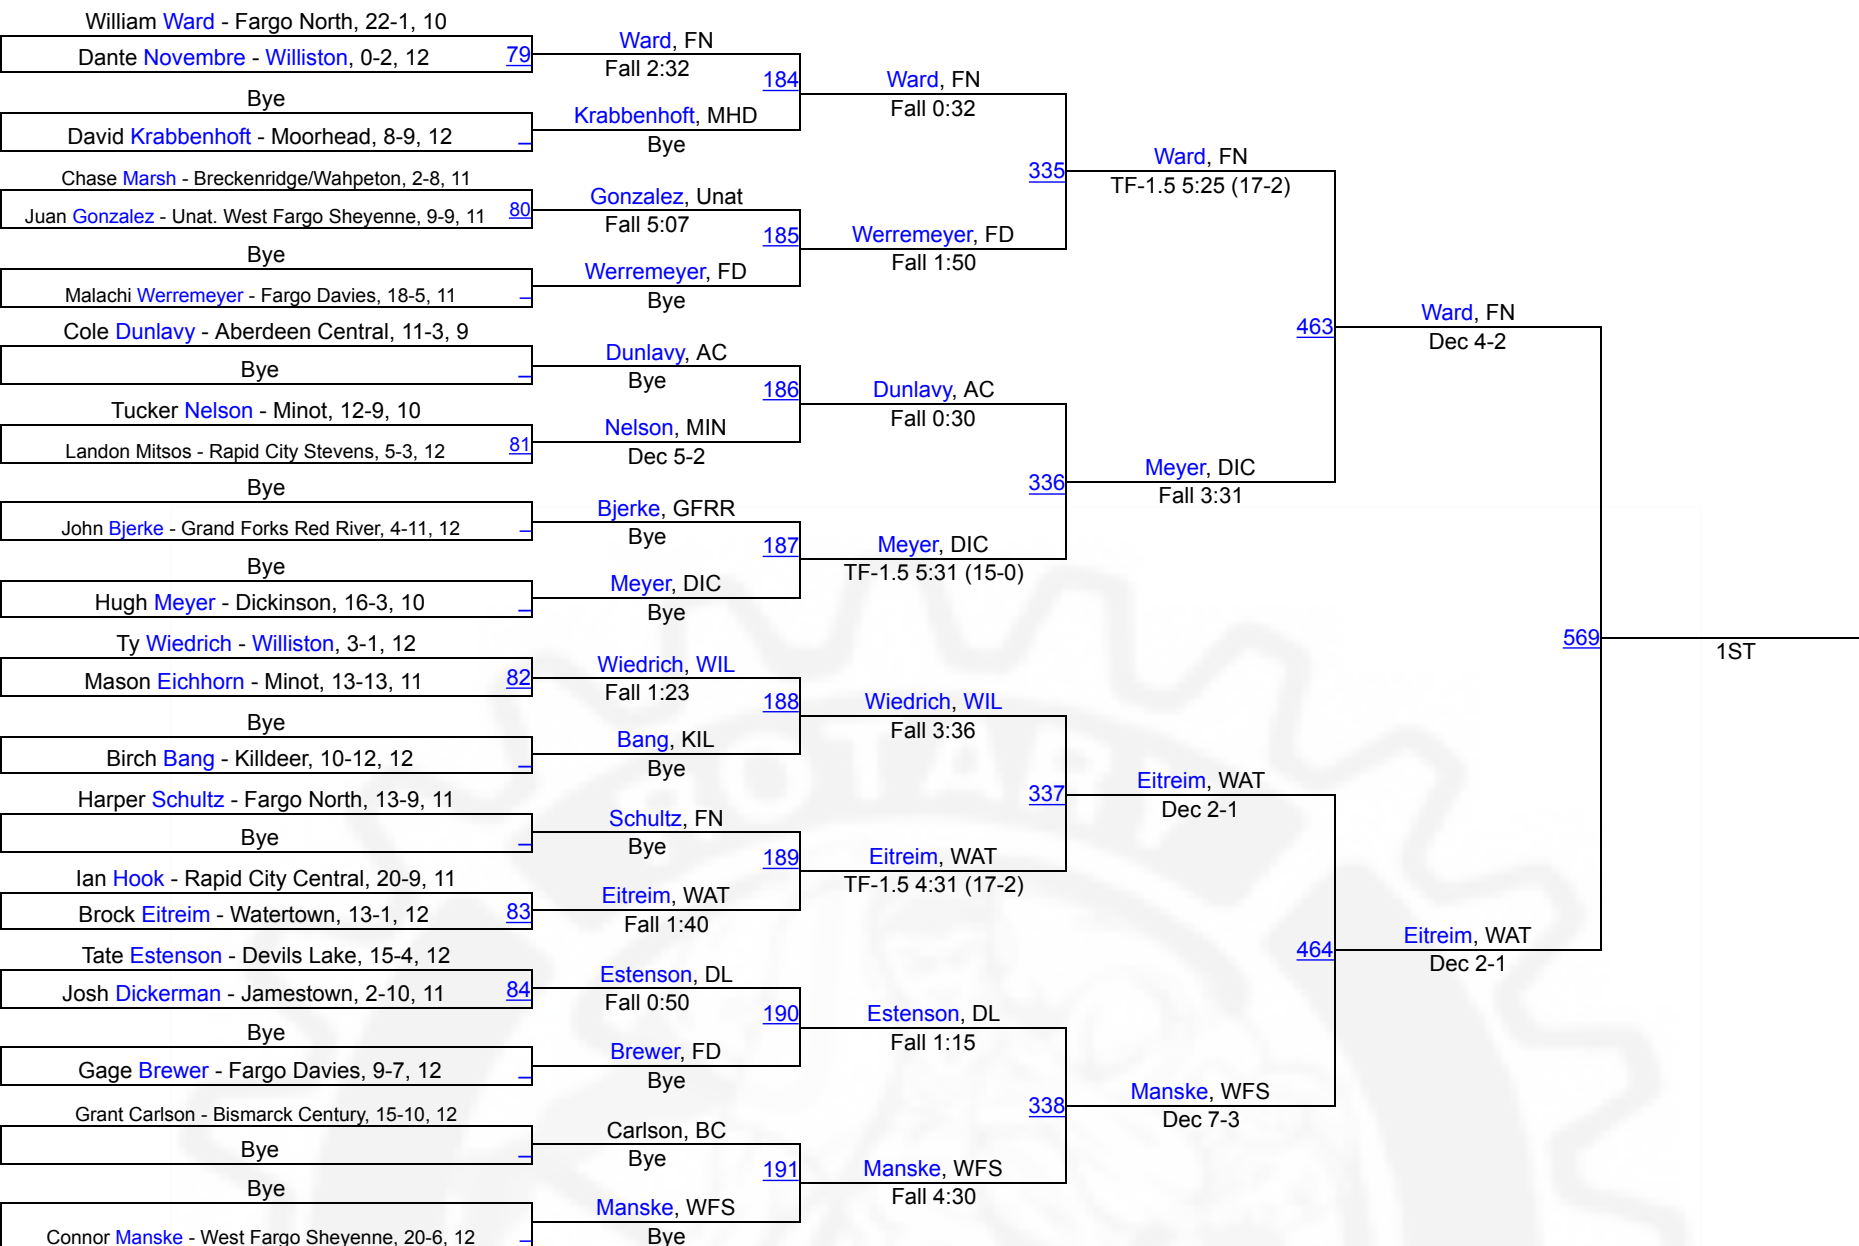 William Ward - Fargo North, 22-1, 10
Dante Novembre - Williston, 0-2, 12
79
Bye
David Krabbenhoft - Moorhead, 8-9, 12
Chase Marsh - Breckenridge/Wahpeton, 2-8, 11
Juan Gonzalez - Unat. West Fargo Sheyenne, 9-9, 11
80
Bye
Malachi Werremeyer - Fargo Davies, 18-5, 11
Cole Dunlavy - Aberdeen Central, 11-3, 9
Bye
Tucker Nelson - Minot, 12-9, 10
Landon Mitsos - Rapid City Stevens, 5-3, 12
81
Bye
John Bjerke - Grand Forks Red River, 4-11, 12
Bye
Hugh Meyer - Dickinson, 16-3, 10
Ty Wiedrich - Williston, 3-1, 12
Mason Eichhorn - Minot, 13-13, 11
82
Bye
Birch Bang - Killdeer, 10-12, 12
Harper Schultz - Fargo North, 13-9, 11
Bye
Ian Hook - Rapid City Central, 20-9, 11
Brock Eitreim - Watertown, 13-1, 12
83
Tate Estenson - Devils Lake, 15-4, 12
Josh Dickerman - Jamestown, 2-10, 11
84
Bye
Gage Brewer - Fargo Davies, 9-7, 12
Grant Carlson - Bismarck Century, 15-10, 12
Bye
Bye
Connor Manske - West Fargo Sheyenne, 20-6, 12
Ward, FN
Fall 2:32
184
Krabbenhoft, MHD
Bye
Gonzalez, Unat
Fall 5:07
185
Werremeyer, FD
Bye
Dunlavy, AC
Bye
186
Nelson, MIN
Dec 5-2
Bjerke, GFRR
Bye
187
Meyer, DIC
Bye
Wiedrich, WIL
Fall 1:23
188
Bang, KIL
Bye
Schultz, FN
Bye
189
Eitreim, WAT
Fall 1:40
Estenson, DL
Fall 0:50
190
Brewer, FD
Bye
Carlson, BC
Bye
191
Manske, WFS
Bye
Ward, FN
Fall 0:32
335
Werremeyer, FD
Fall 1:50
Dunlavy, AC
Fall 0:30
336
Meyer, DIC
TF-1.5 5:31 (15-0)
Wiedrich, WIL
Fall 3:36
337
Eitreim, WAT
TF-1.5 4:31 (17-2)
Estenson, DL
Fall 1:15
338
Manske, WFS
Fall 4:30
Ward, FN
TF-1.5 5:25 (17-2)
463
Meyer, DIC
Fall 3:31
Eitreim, WAT
Dec 2-1
464
Manske, WFS
Dec 7-3
Ward, FN
Dec 4-2
569
Eitreim, WAT
Dec 2-1
1ST
ROTARY